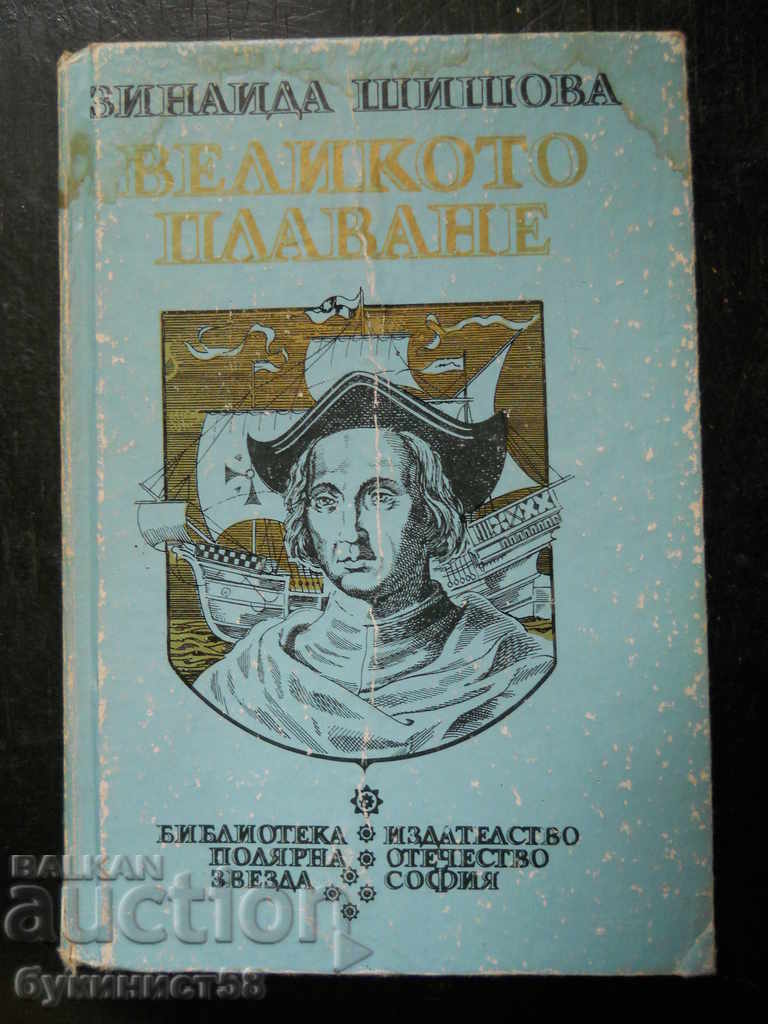 ЗИНАИДА ШИШОВА
ВЕЛИКОТО
ПЛАВАНЕ
БИБЛИОТЕКА ИЗДАТЕЛСТВО
ПОЛЯРНА ОТЕЧЕСТВО
ЗВЕЗДА СОФИЯ
BALKAN
auction
букинист58